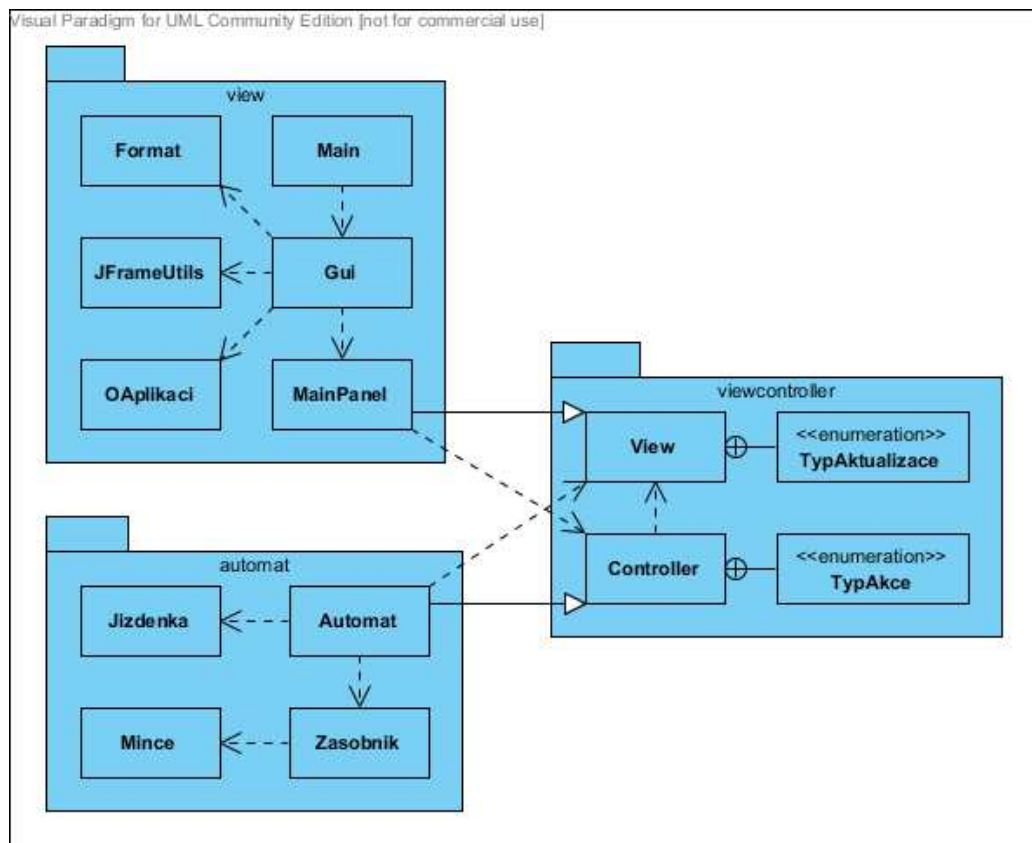 Visual Paradigm for UML Community Edition [not for commercial use]
view
Format
Main
JFrameUtils
Gui
OAplikaci
MainPanel
viewcontroller
View
<<enumeration>>
TypAktualizace
Controller
<<enumeration>>
TypAkce
automat
Jizdenka
Automat
Mince
Zasobnik